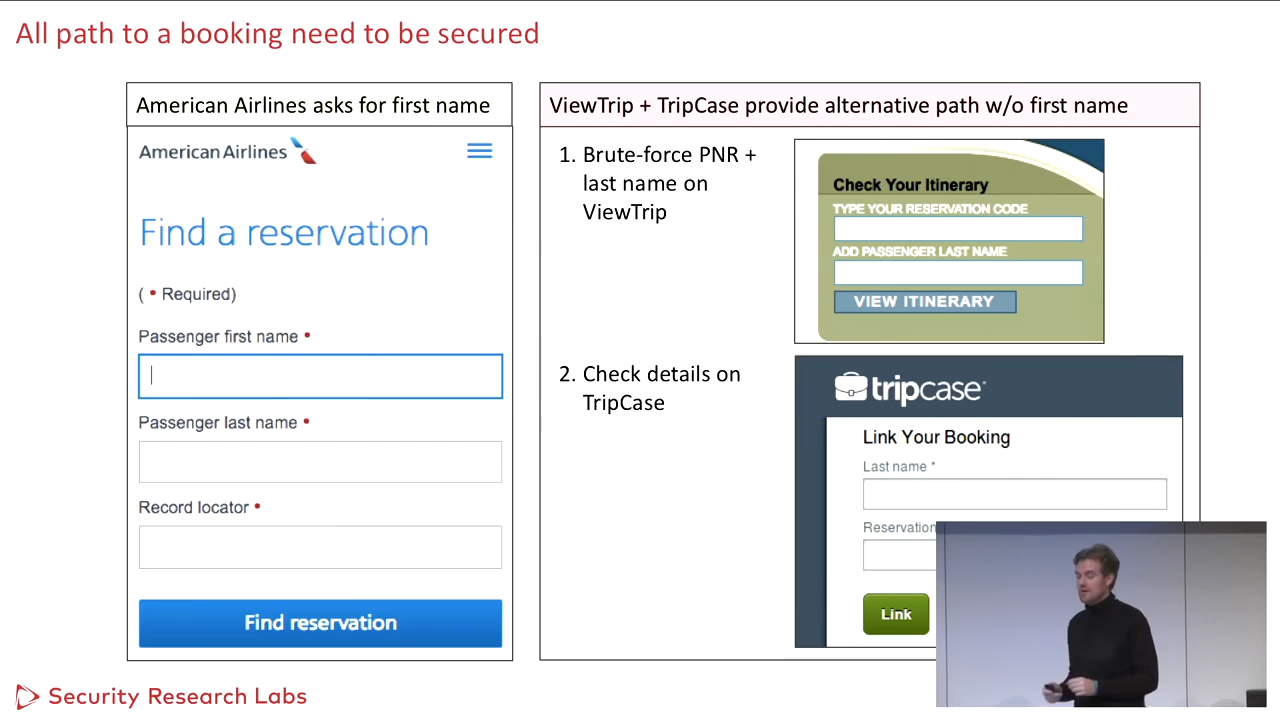 All path to a booking need to be secured
American Airlines asks for first name
AmericanAirlines
Find a reservation
( • Required)
Passenger first name •
Passenger last name •
Record locator •
Find reservation
ViewTrip + TripCase provide alternative path w/o first name
1. Brute-force PNR +
last name on
ViewTrip
Check Your Itinerary
TYPE YOUR RESERVATION CODE
ADD PASSENGER LAST NAME
VIEW ITINERARY
2. Check details on
TripCase
tripcase
Link Your Booking
Last name *
Reservation
Link
Security Research Labs